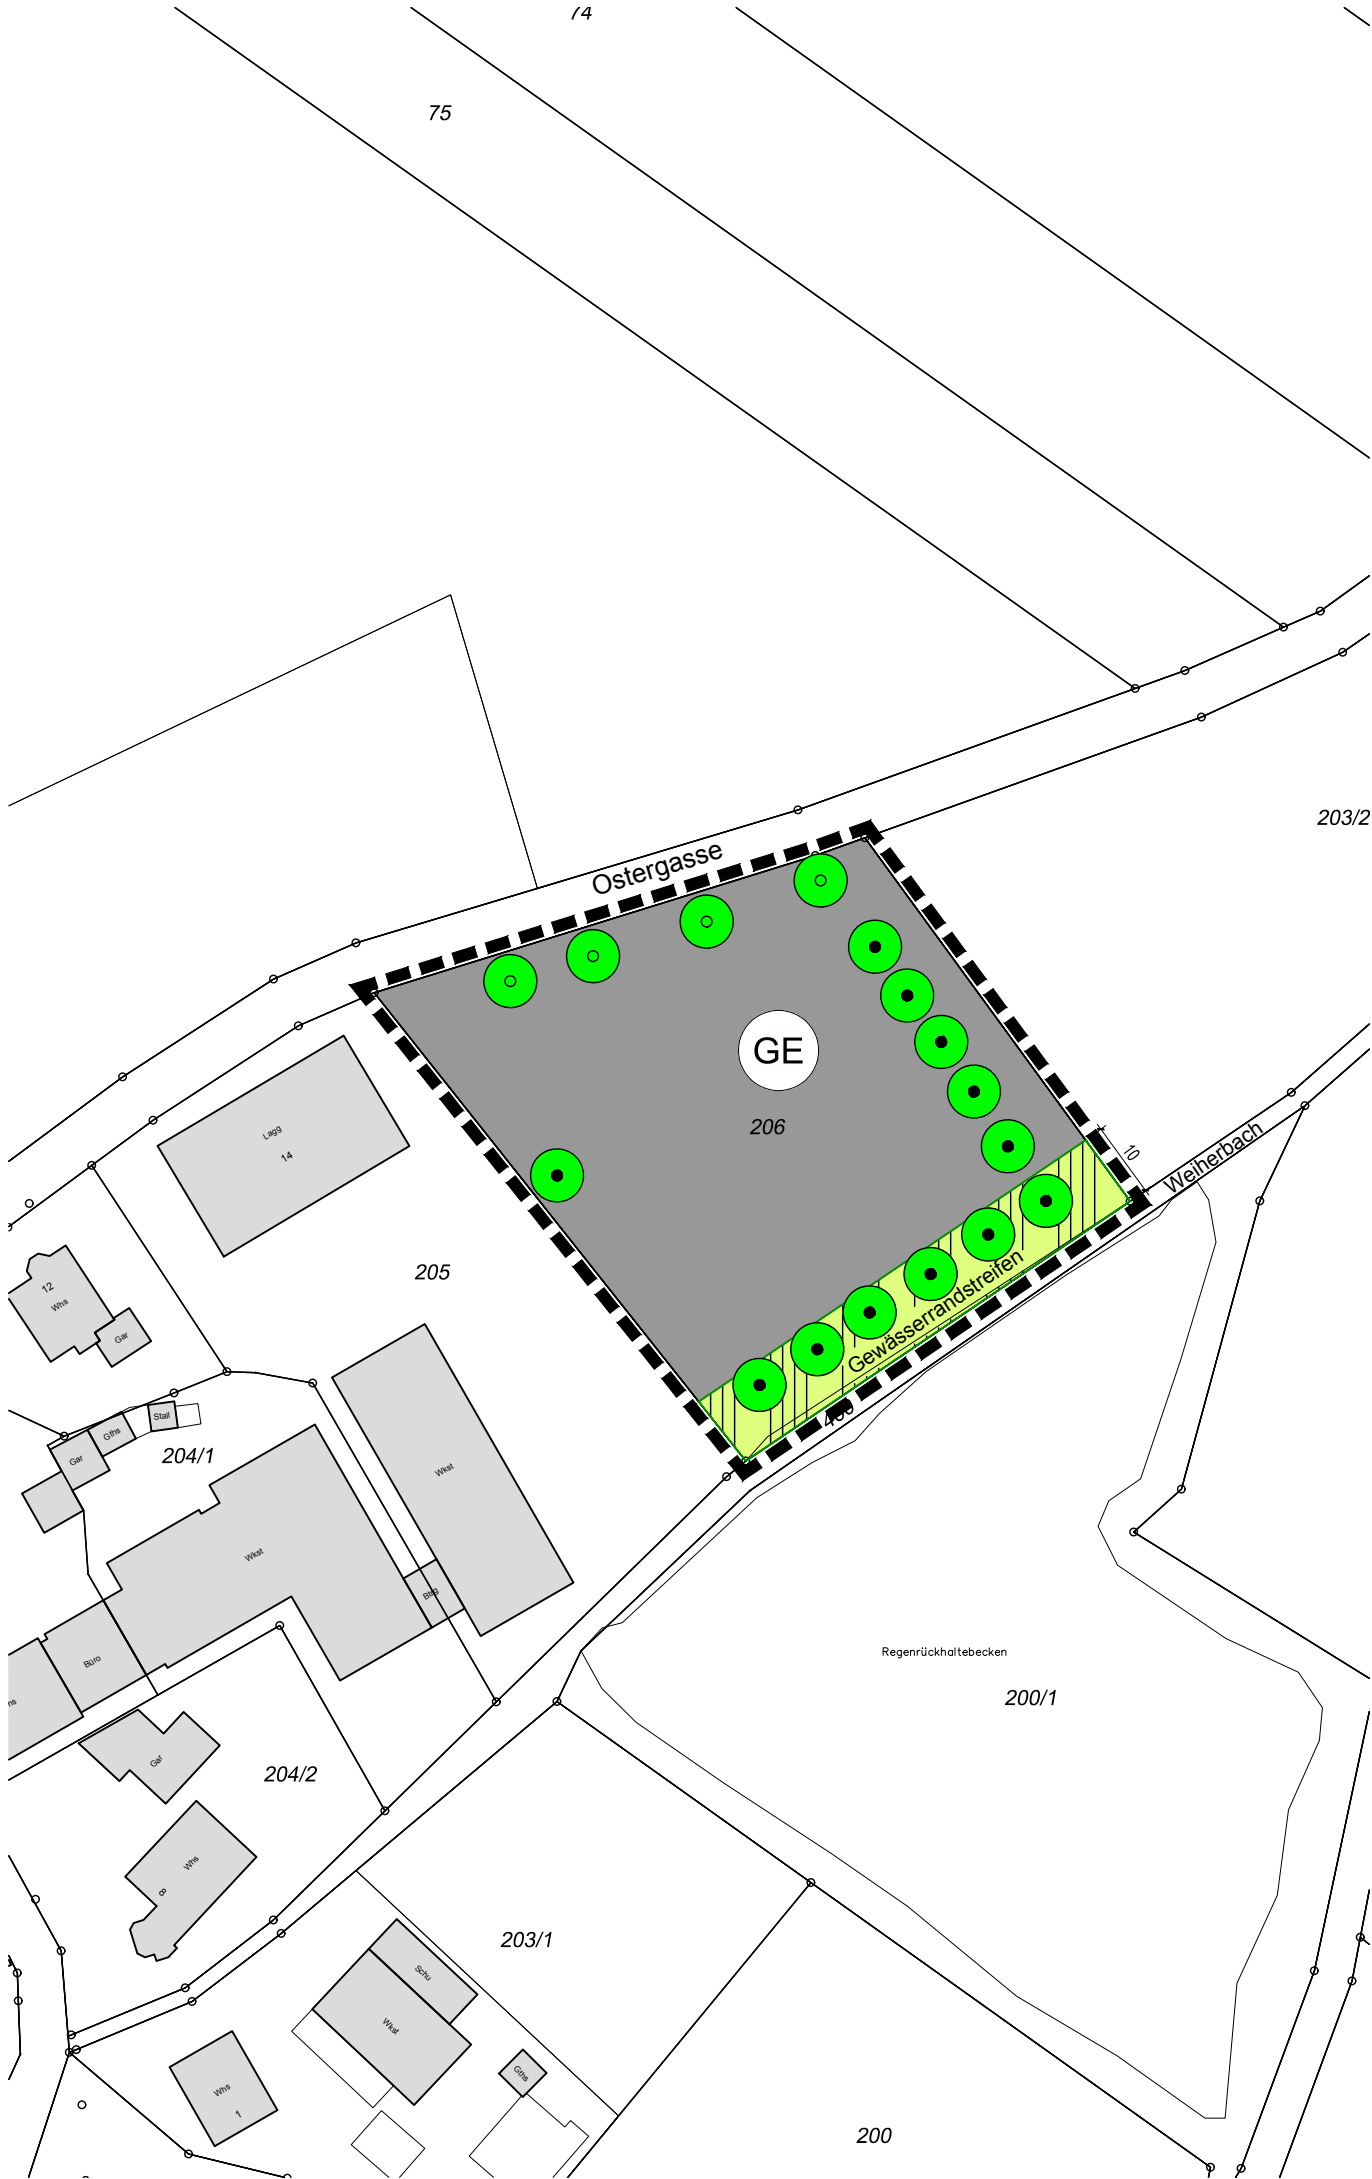 74
75
203/2
Ostergasse
GE
206
10
Weiherbach
Lagg
14
205
12
Whs
Gar
Gewässerrandstreifen
Stall
Gths
Gar
204/1
Wkst
Wkst
Btrg
Büro
Regenrückhaltebecken
200/1
Gar
204/2
Whs
8
203/1
Schu
Wkst
Gths
Whs
1
200